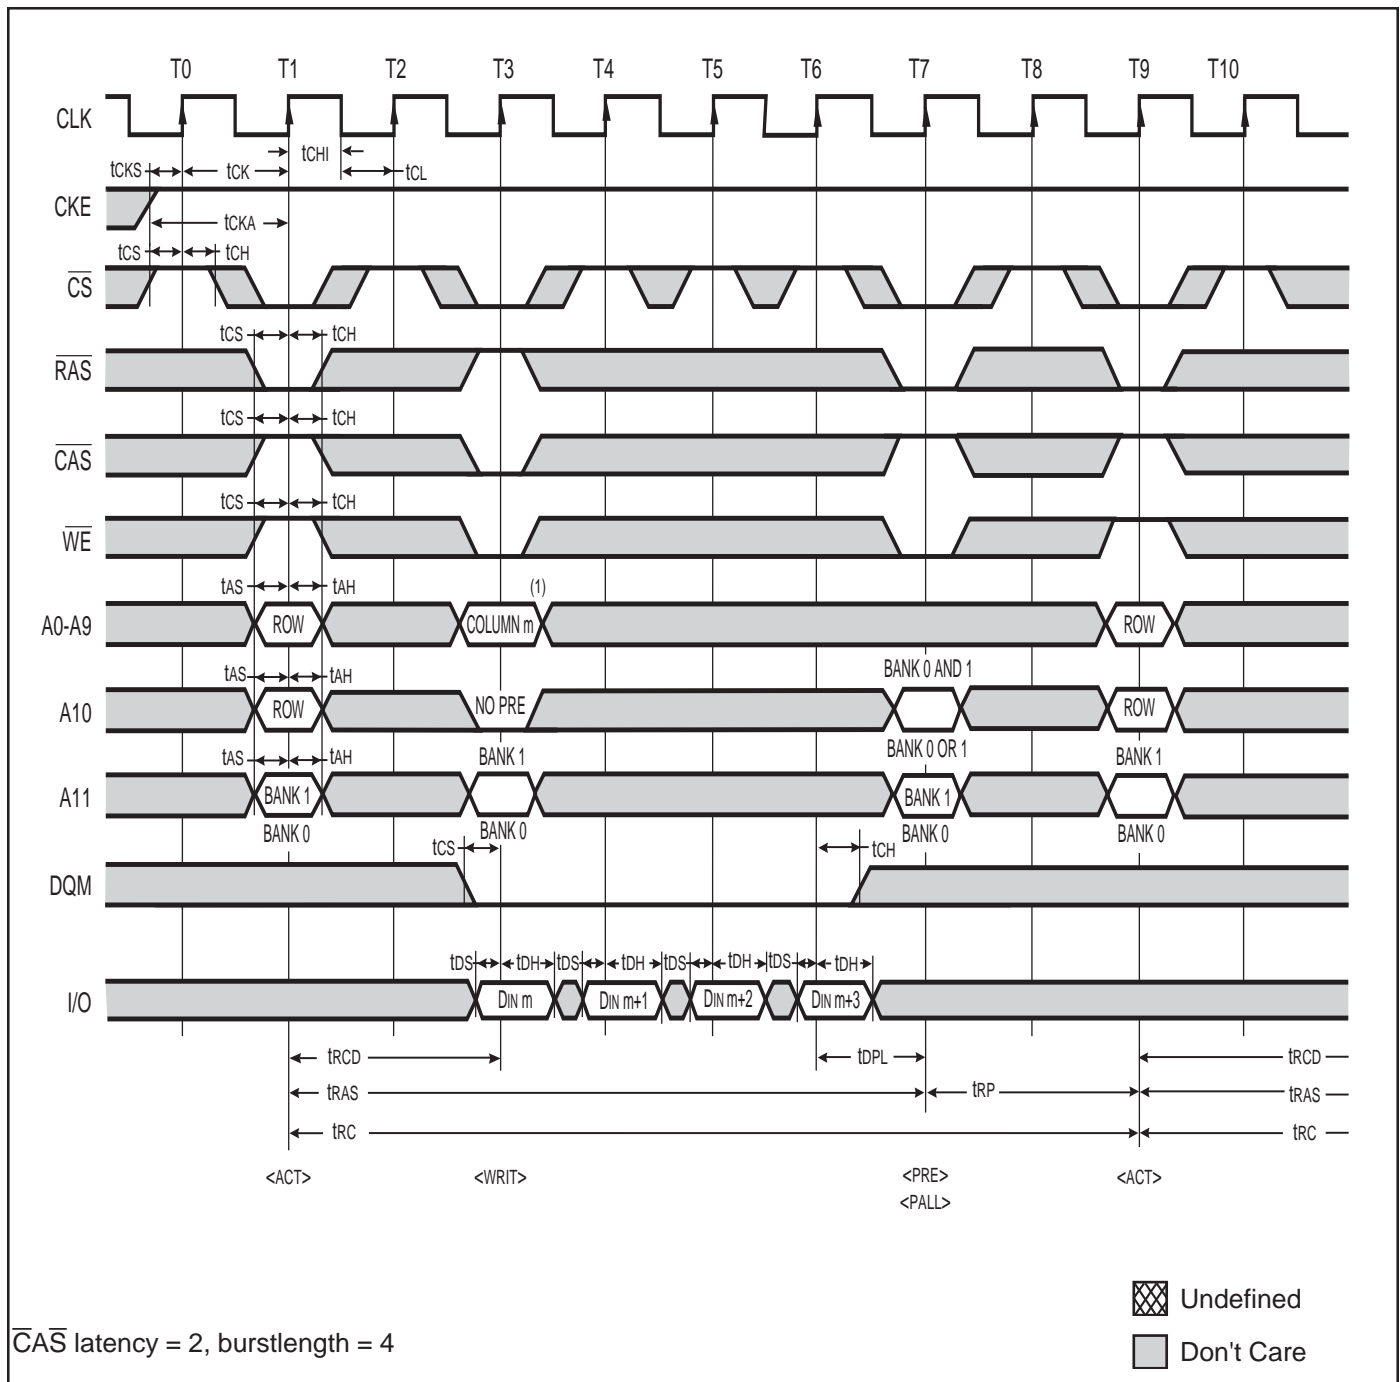 T0 T1 T2 T3 T4 T5 T6 T7 T8 T9 T10
CLK
tCHI
tCKS tCK tCL
CKE
tCKA
tCS tCH
CS
tCS tCH
RAS
tCS tCH
CAS
tCS tCH
WE
tAS tAH (1)
A0-A9 ROW COLUMN m ROW
BANK 0 AND 1
tAS tAH
A10 ROW NO PRE ROW
BANK 0 OR 1
tAS tAH BANK 1 BANK 1
A11 BANK 1 BANK 1
BANK 0 BANK 0 BANK 0 BANK 0
tCS tCH
DQM
tDS tDH tDS tDH tDS tDH tDS tDH
I/O DIN m DIN m+1 DIN m+2 DIN m+3
tRCD tDPL tRCD
tRAS tRP tRAS
tRC tRC
<ACT> <WRIT> <PRE> <ACT>
<PALL>
Undefined
CAS latency = 2, burstlength = 4
Don't Care